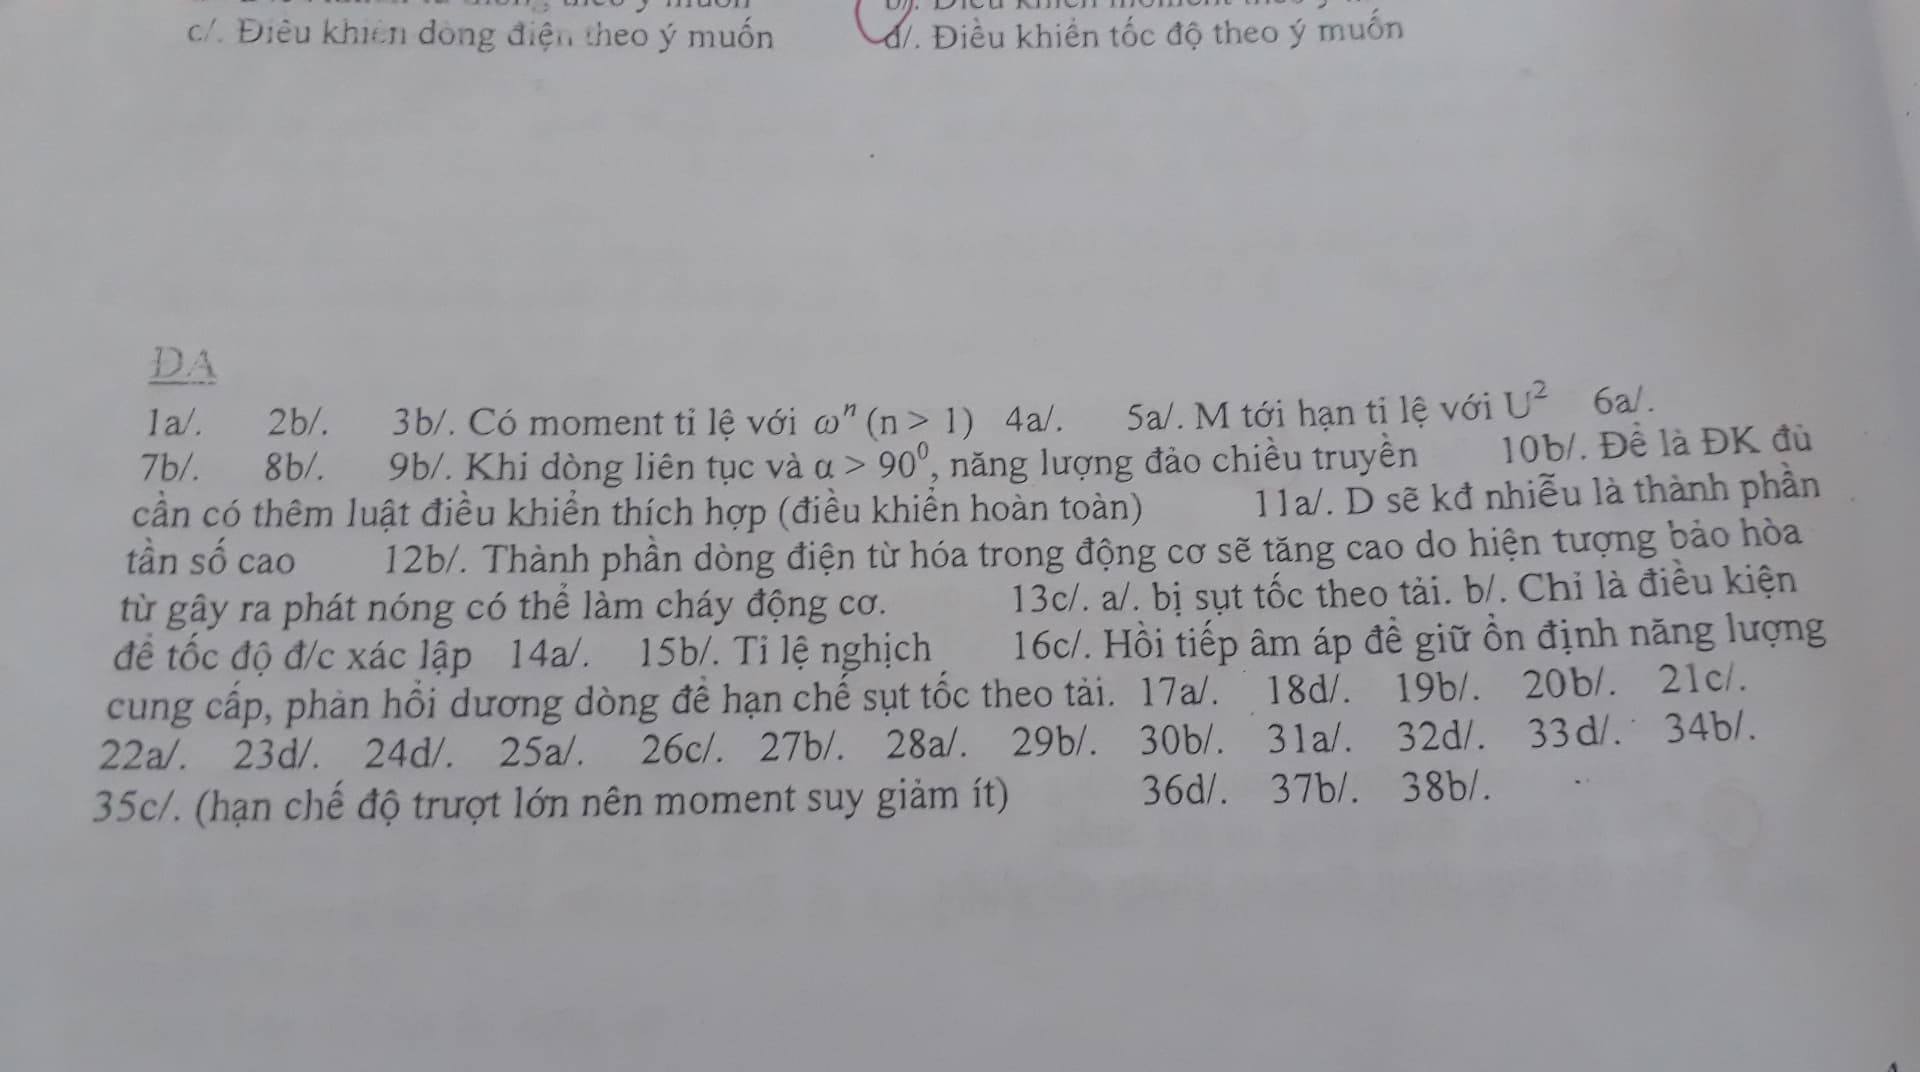 c/. Điều khiển dòng điện theo ý muốn d/. Điều khiển tốc độ theo ý muốn
ĐA
1a/. 2b/. 3b/. Có moment tỉ lệ với ωⁿ (n > 1) 4a/. 5a/. M tới hạn tỉ lệ với U² 6a/.
7b/. 8b/. 9b/. Khi dòng liên tục và α > 90⁰, năng lượng đảo chiều truyền 10b/. Để là ĐK đủ
cần có thêm luật điều khiển thích hợp (điều khiển hoàn toàn) 11a/. D sẽ kđ nhiễu là thành phần
tần số cao 12b/. Thành phần dòng điện từ hóa trong động cơ sẽ tăng cao do hiện tượng bảo hòa
từ gây ra phát nóng có thể làm cháy động cơ. 13c/. a/. bị sụt tốc theo tải. b/. Chỉ là điều kiện
để tốc độ đ/c xác lập 14a/. 15b/. Tỉ lệ nghịch 16c/. Hồi tiếp âm áp để giữ ổn định năng lượng
cung cấp, phản hồi dương dòng để hạn chế sụt tốc theo tải. 17a/. 18d/. 19b/. 20b/. 21c/.
22a/. 23d/. 24d/. 25a/. 26c/. 27b/. 28a/. 29b/. 30b/. 31a/. 32d/. 33d/. 34b/.
35c/. (hạn chế độ trượt lớn nên moment suy giảm ít) 36d/. 37b/. 38b/.